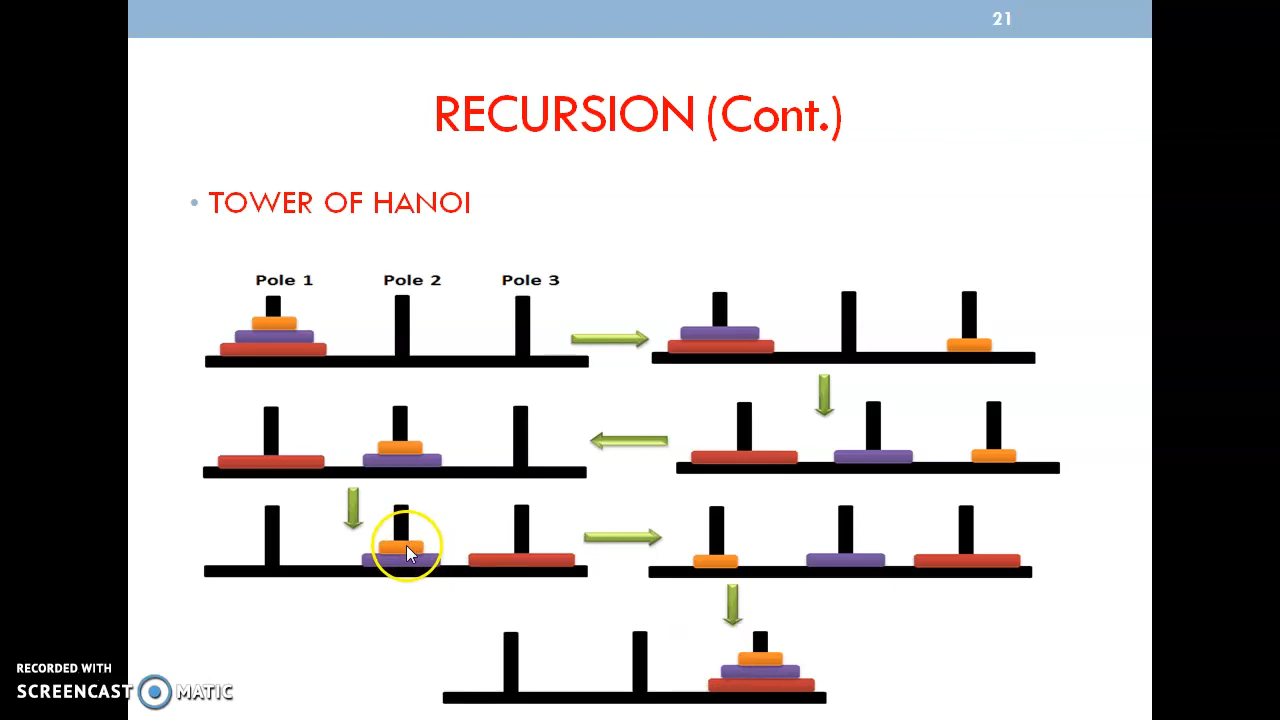 21
RECURSION (Cont.)
• TOWER OF HANOI
Pole 1 Pole 2 Pole 3
RECORDED WITH
SCREENCAST MATIC